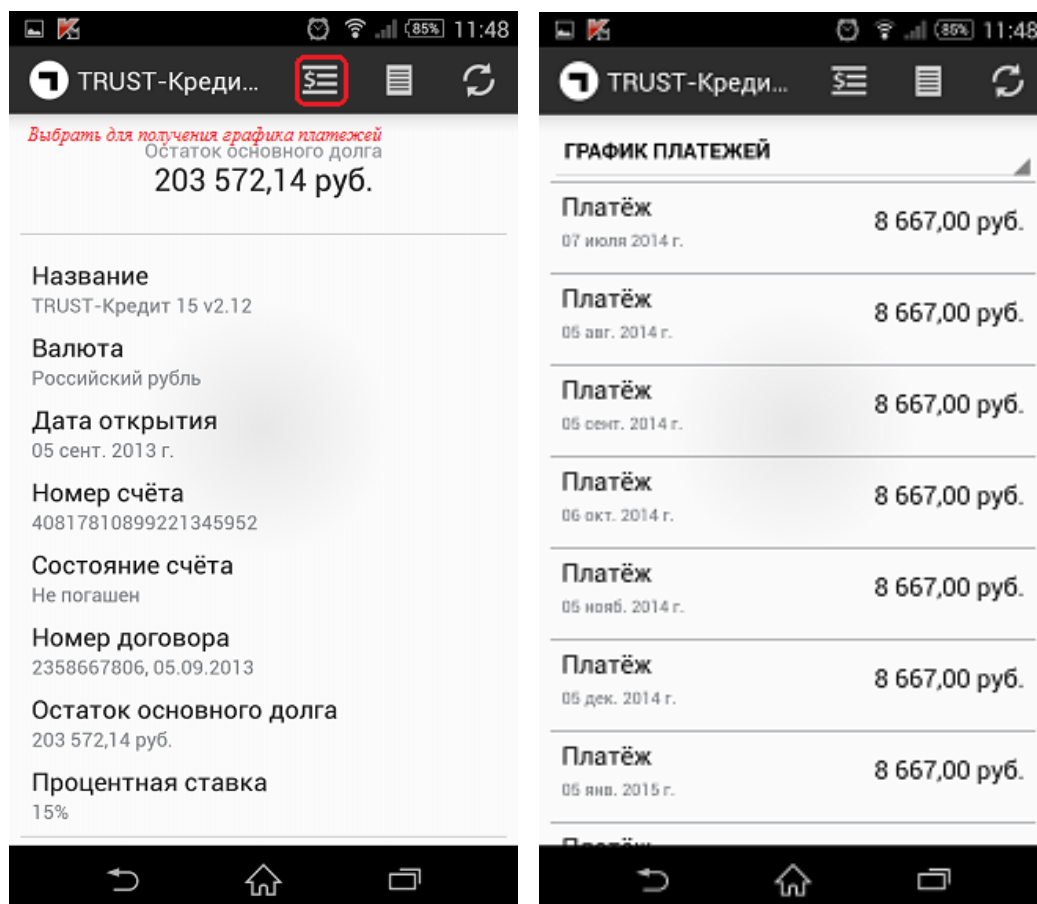 85% 11:48
TRUST-Креди...
Выбрать для получения графика платежей
Остаток основного долга
203 572,14 руб.
Название
TRUST-Кредит 15 v2.12
Валюта
Российский рубль
Дата открытия
05 сент. 2013 г.
Номер счёта
40817810899221345952
Состояние счёта
Не погашен
Номер договора
2358667806, 05.09.2013
Остаток основного долга
203 572,14 руб.
Процентная ставка
15%
85% 11:48
TRUST-Креди...
ГРАФИК ПЛАТЕЖЕЙ
Платёж
8 667,00 руб.
07 июля 2014 г.
Платёж
8 667,00 руб.
05 авг. 2014 г.
Платёж
8 667,00 руб.
05 сент. 2014 г.
Платёж
8 667,00 руб.
06 окт. 2014 г.
Платёж
8 667,00 руб.
05 нояб. 2014 г.
Платёж
8 667,00 руб.
05 дек. 2014 г.
Платёж
8 667,00 руб.
05 янв. 2015 г.